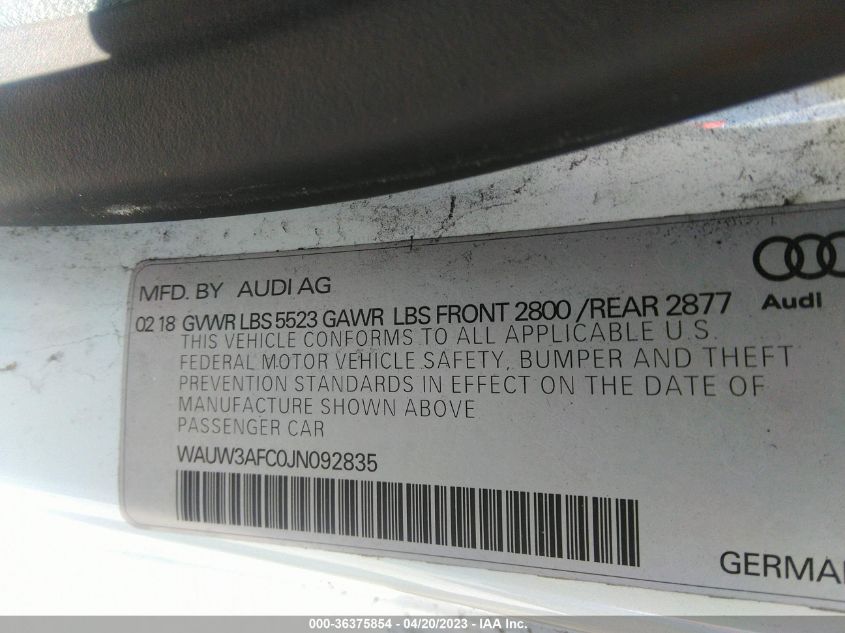 MFD. BY AUDI AG
Audi
02 18 GVWR LBS 5523 GAWR LBS FRONT 2800 /REAR 2877
THIS VEHICLE CONFORMS TO ALL APPLICABLE U.S.
FEDERAL MOTOR VEHICLE SAFETY, BUMPER AND THEFT
PREVENTION STANDARDS IN EFFECT ON THE DATE OF
MANUFACTURE SHOWN ABOVE
PASSENGER CAR
WAUW3AFC0JN092835
GERMAN
000-36375854 - 04/20/2023 - IAA Inc.